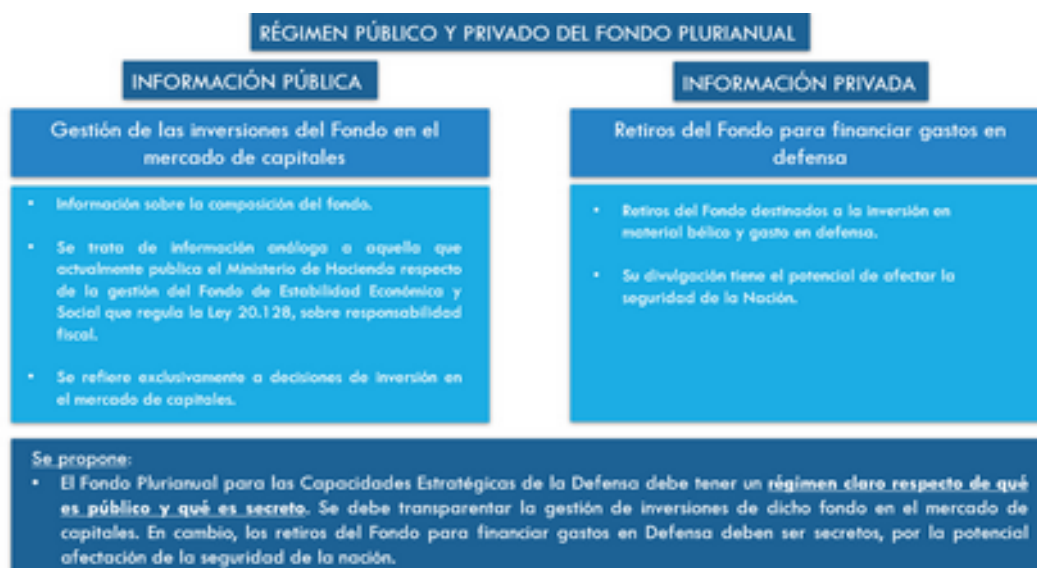 RÉGIMEN PÚBLICO Y PRIVADO DEL FONDO PLURIANUAL
INFORMACIÓN PÚBLICA
Gestión de las inversiones del Fondo en el
mercado de capitales
• Información sobre la composición del fondo.
• Se trata de información análoga a aquella que
actualmente publica el Ministerio de Hacienda respecto
de la gestión del Fondo de Estabilidad Económica y
Social que regula la Ley 20.128, sobre responsabilidad
fiscal.
• Se refiere exclusivamente a decisiones de inversión en
el mercado de capitales.
INFORMACIÓN PRIVADA
Retiros del Fondo para financiar gastos en
defensa
• Retiros del Fondo destinados a la inversión en
material bélico y gasto en defensa.
• Su divulgación tiene el potencial de afectar la
seguridad de la Nación.
Se propone:
• El Fondo Plurianual para las Capacidades Estratégicas de la Defensa debe tener un régimen claro respecto de qué
es público y qué es secreto. Se debe transparentar la gestión de inversiones de dicho fondo en el mercado de
capitales. En cambio, los retiros del Fondo para financiar gastos en Defensa deben ser secretos, por la potencial
afectación de la seguridad de la nación.